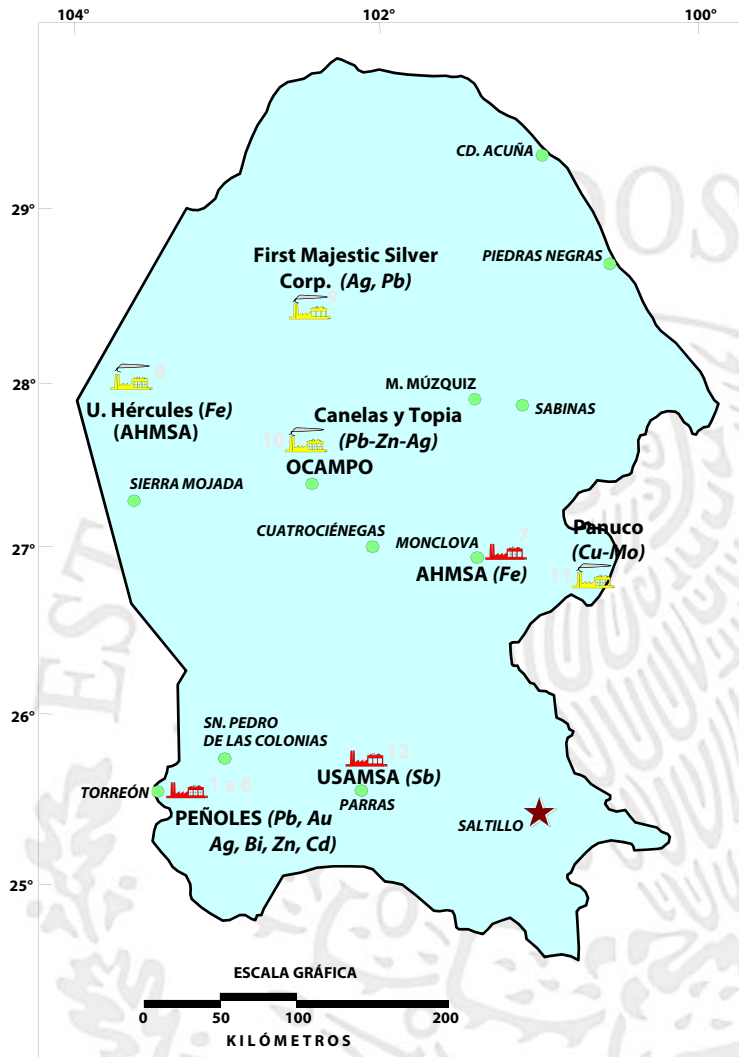 104°
102°
100°
CD. ACUÑA
29°
First Majestic Silver
Corp. (Ag, Pb)
9
PIEDRAS NEGRAS
28°
8
M. MÚZQUIZ
U. Hércules (Fe)
(AHMSA)
Canelas y Topia
(Pb-Zn-Ag)
SABINAS
10
OCAMPO
SIERRA MOJADA
27°
CUATROCIÉNEGAS
MONCLOVA
7
AHMSA (Fe)
Panuco
(Cu-Mo)
11
26°
SN. PEDRO
DE LAS COLONIAS
12
USAMSA (Sb)
PARRAS
TORREÓN
1 a 6
PEÑOLES (Pb, Au
Ag, Bi, Zn, Cd)
SALTILLO
25°
ESCALA GRÁFICA
0 50 100 200
KILÓMETROS